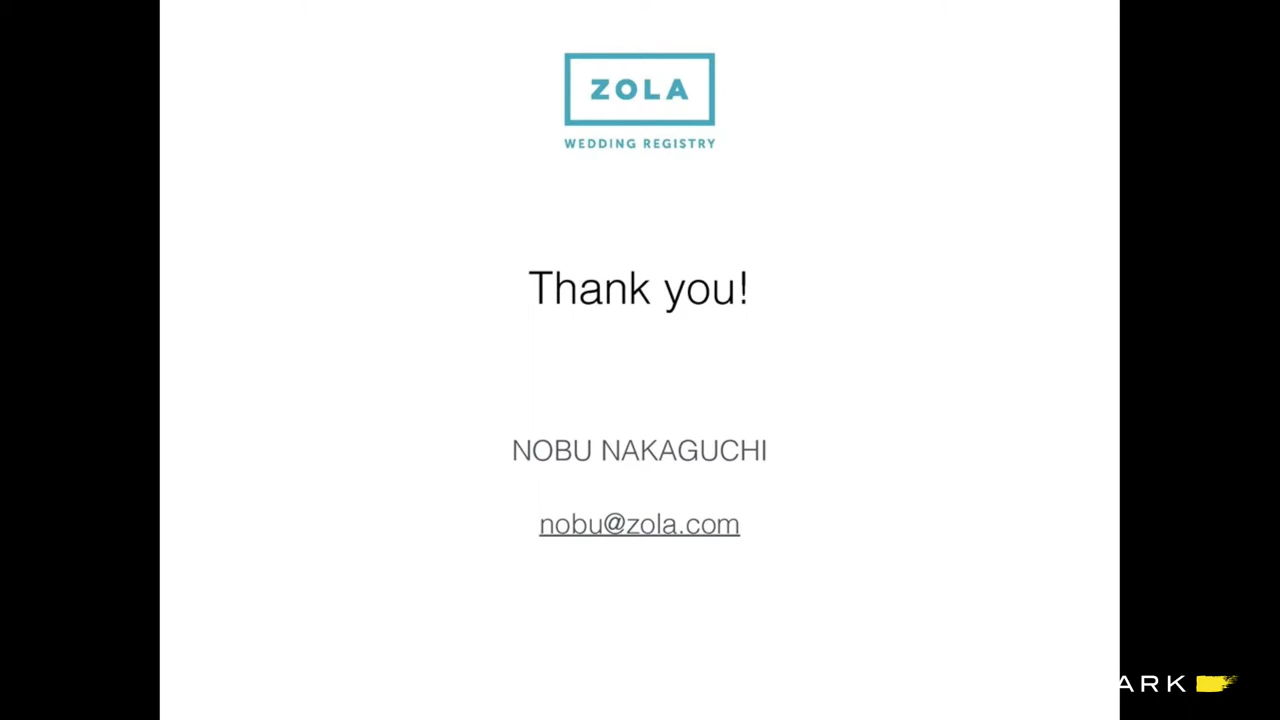 ZOLA
WEDDING REGISTRY
Thank you!
NOBU NAKAGUCHI
nobu@zola.com
ARK